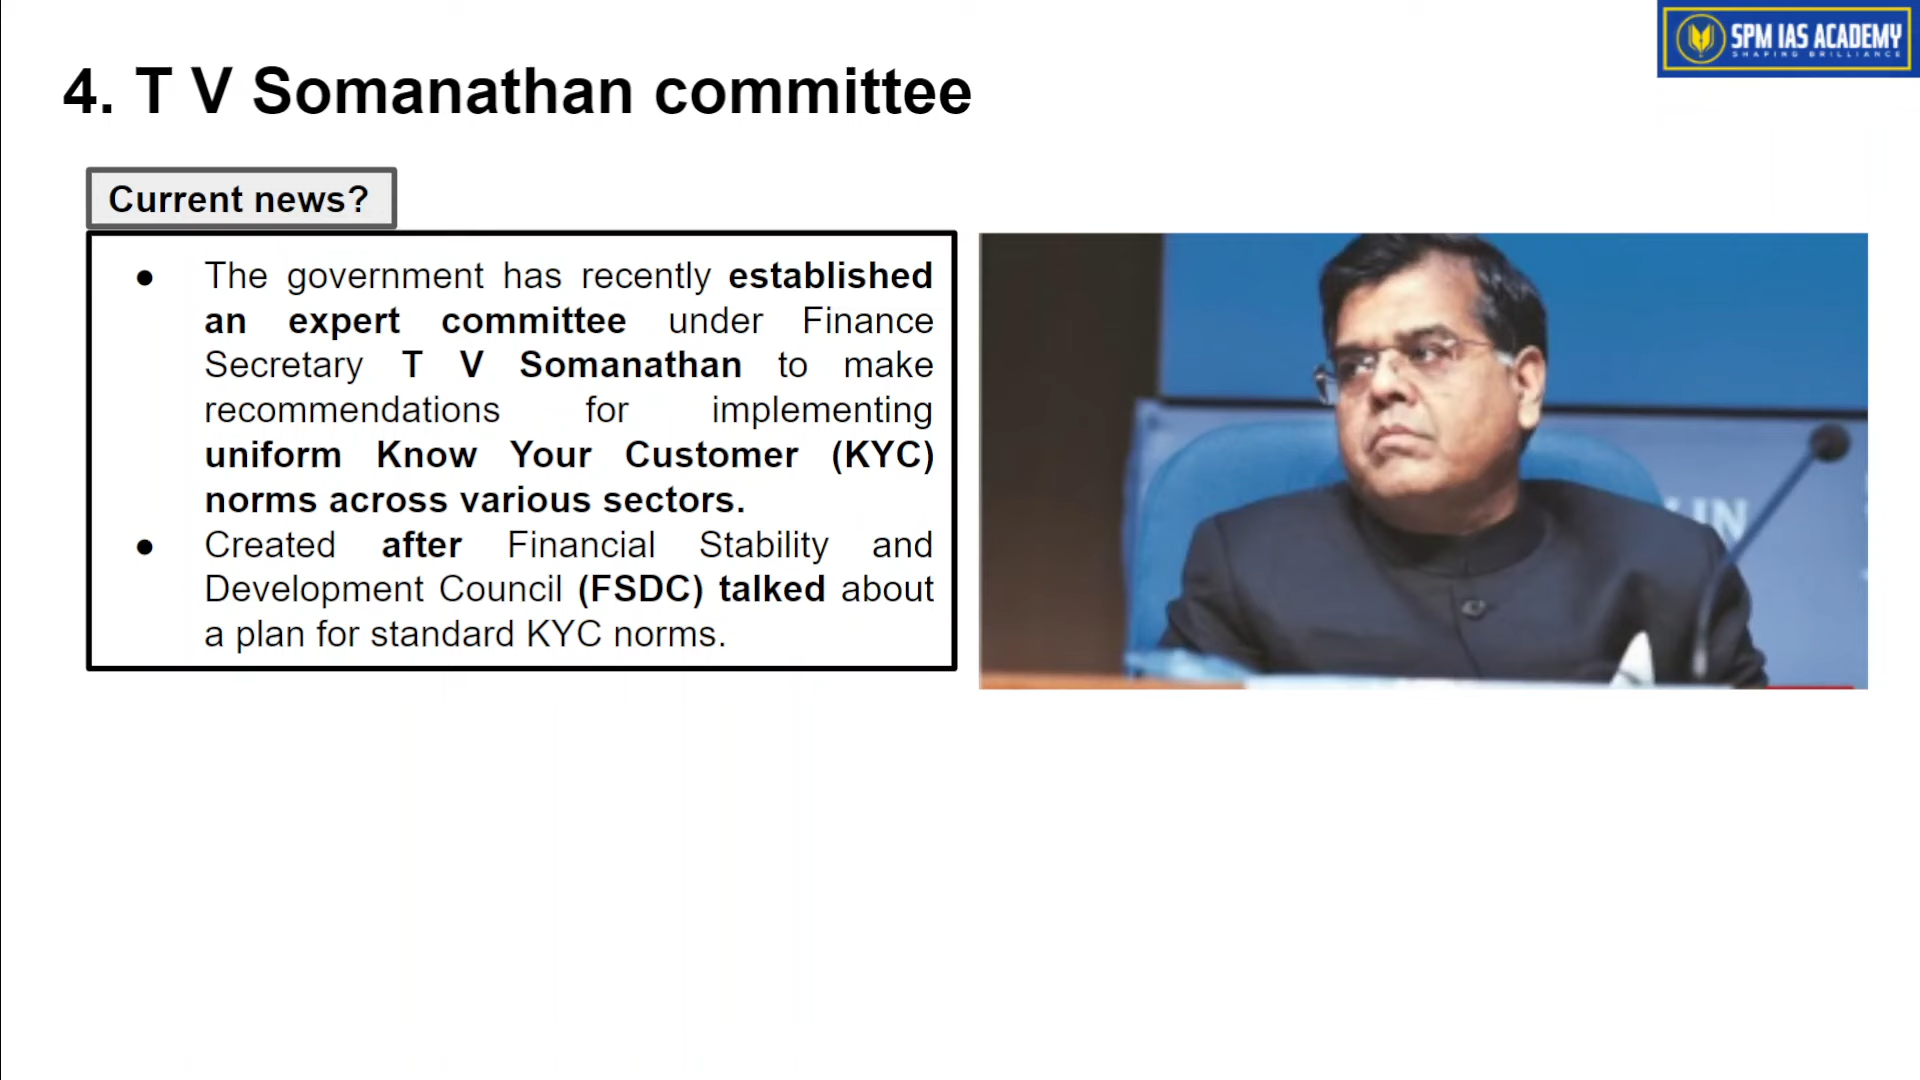 SPM IAS ACADEMY
SHAPING BRILLIANCE
4. T V Somanathan committee
Current news?
● The government has recently established
an expert committee under Finance
Secretary T V Somanathan to make
recommendations for implementing
uniform Know Your Customer (KYC)
norms across various sectors.
● Created after Financial Stability and
Development Council (FSDC) talked about
a plan for standard KYC norms.